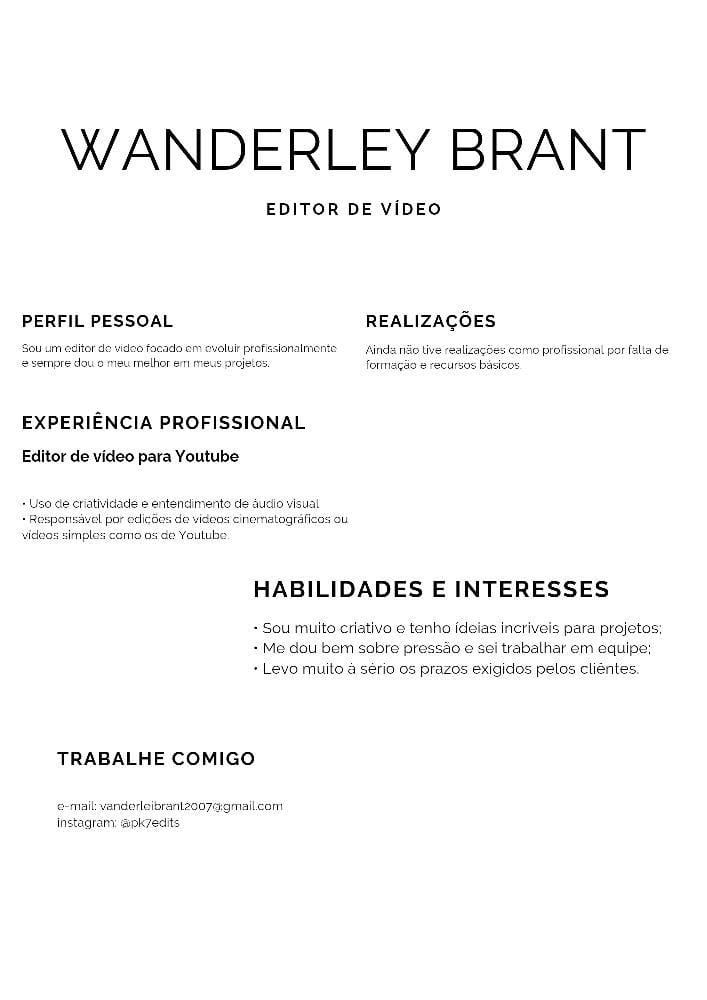 WANDERLEY BRANT
EDITOR DE VÍDEO
PERFIL PESSOAL
Sou um editor de vídeo focado em evoluir profissionalmente
e sempre dou o meu melhor em meus projetos.
REALIZAÇÕES
Ainda não tive realizações como profissional por falta de
formação e recursos básicos.
EXPERIÊNCIA PROFISSIONAL
Editor de vídeo para Youtube
• Uso de criatividade e entendimento de áudio visual
• Responsável por edições de vídeos cinematográficos ou
vídeos simples como os de Youtube.
HABILIDADES E INTERESSES
• Sou muito criativo e tenho ídeias incriveis para projetos;
• Me dou bem sobre pressão e sei trabalhar em equipe;
• Levo muito à sério os prazos exigidos pelos cliêntes.
TRABALHE COMIGO
e-mail: vanderleibrant2007@gmail.com
instagram: @pk7edits